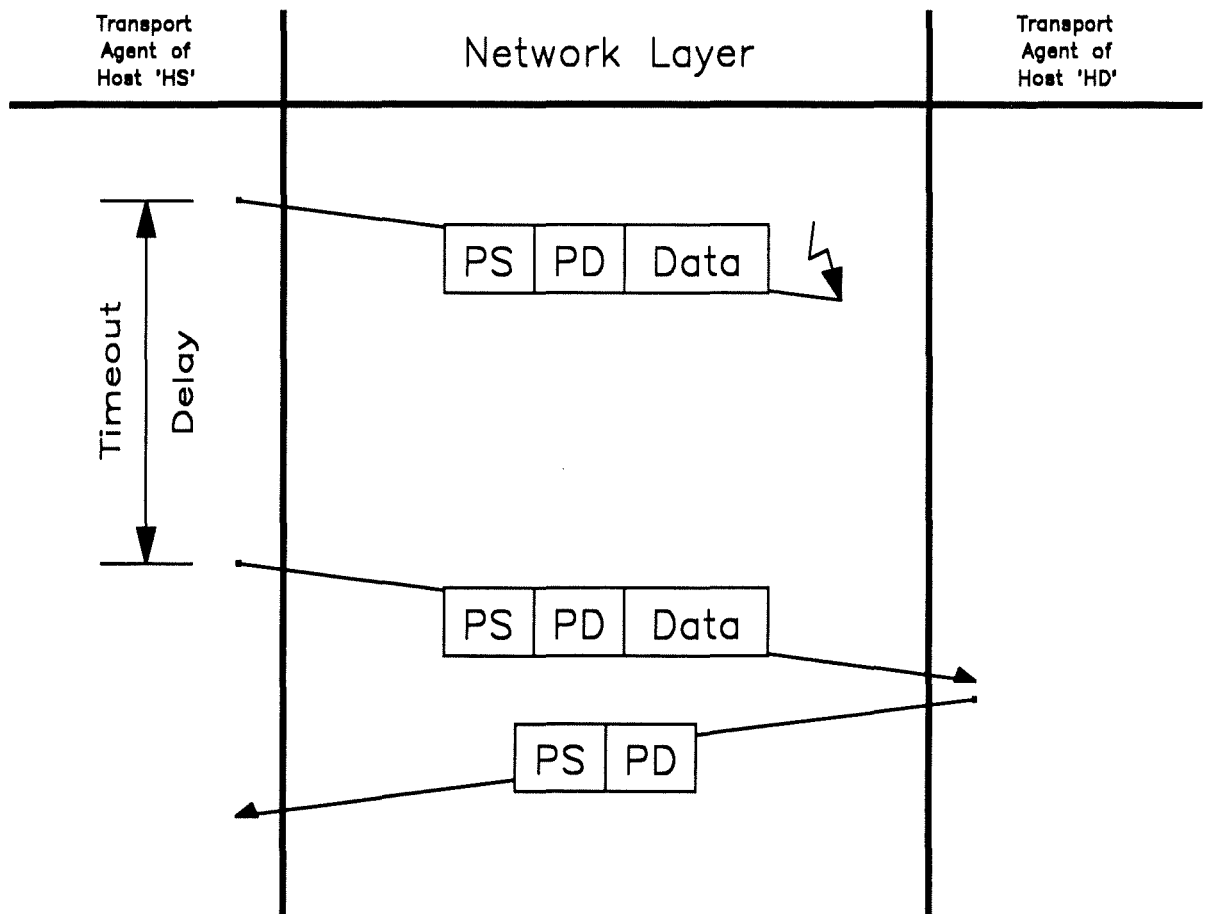 Transport
Agent of
Host 'HS'
Network Layer
Transport
Agent of
Host 'HD'
Timeout
Delay
PS PD Data
PS PD Data
PS PD